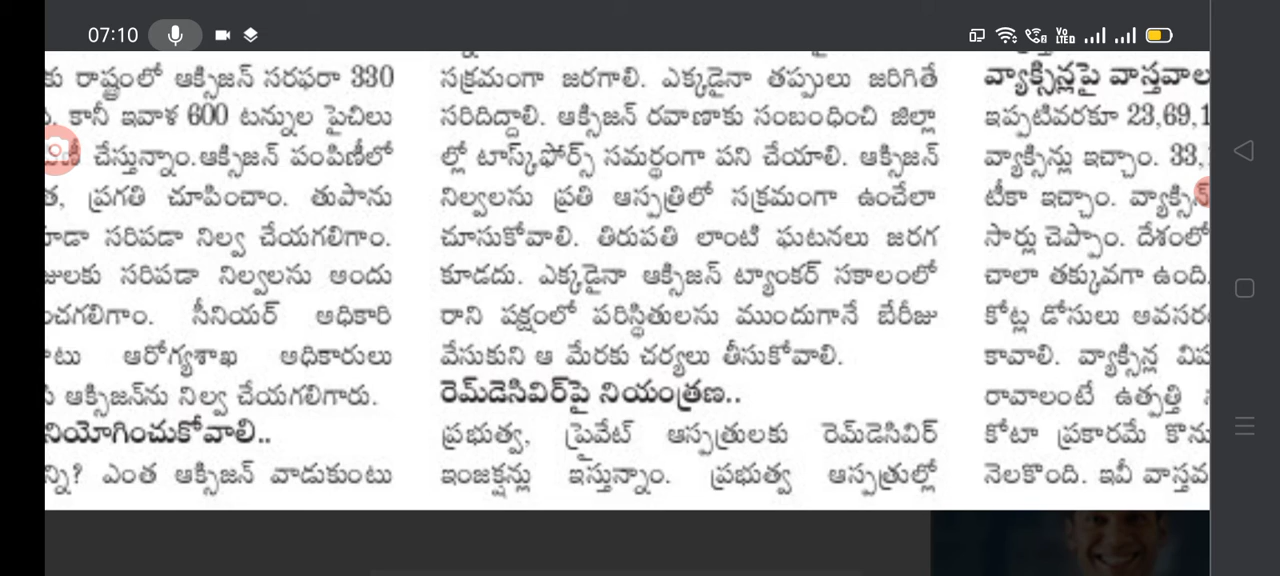 07:10
కు రాష్ట్రంలో ఆక్సిజన్ సరఫరా 330
కానీ ఇవాళ 600 టన్నుల పైచిలు
చేస్తున్నాం.ఆక్సిజన్ పంపిణీలో
త, ప్రగతి చూపించాం. తుపాను
డా సరిపడా నిల్వ చేయగలిగాం.
లకు సరిపడా నిల్వలను అందు
చగలిగాం. సీనియర్ అధికారి
టు ఆరోగ్యశాఖ అధికారులు
ఆక్సిజన్‌ను నిల్వ చేయగలిగారు.
నియోగించుకోవాలి..
న్ని? ఎంత ఆక్సిజన్ వాడుకుంటు
సక్రమంగా జరగాలి. ఎక్కడైనా తప్పులు జరిగితే
సరిదిద్దాలి. ఆక్సిజన్ రవాణాకు సంబంధించి జిల్లా
ల్లో టాస్క్‌ఫోర్స్ సమర్థంగా పని చేయాలి. ఆక్సిజన్
నిల్వలను ప్రతి ఆస్పత్రిలో సక్రమంగా ఉంచేలా
చూసుకోవాలి. తిరుపతి లాంటి ఘటనలు జరగ
కూడదు. ఎక్కడైనా ఆక్సిజన్ ట్యాంకర్ సకాలంలో
రాని పక్షంలో పరిస్థితులను ముందుగానే బేరీజు
వేసుకుని ఆ మేరకు చర్యలు తీసుకోవాలి.
రెమ్‌డెసివిర్‌పై నియంత్రణ..
ప్రభుత్వ, ప్రైవేట్ ఆస్పత్రులకు రెమ్‌డెసివిర్
ఇంజక్షన్లు ఇస్తున్నాం. ప్రభుత్వ ఆస్పత్రుల్లో
వ్యాక్సిన్లపై వాస్తవాల
ఇప్పటివరకూ 23,69,1
వ్యాక్సిన్లు ఇచ్చాం. 33,
టీకా ఇచ్చాం. వ్యాక్సిన్
సార్లు చెప్పాం. దేశంలో
చాలా తక్కువగా ఉంది.
కోట్ల డోసులు అవసర
కావాలి. వ్యాక్సిన్ల విప
రావాలంటే ఉత్పత్తి
కోటా ప్రకారమే కొను
నెలకొంది. ఇవీ వాస్తవ